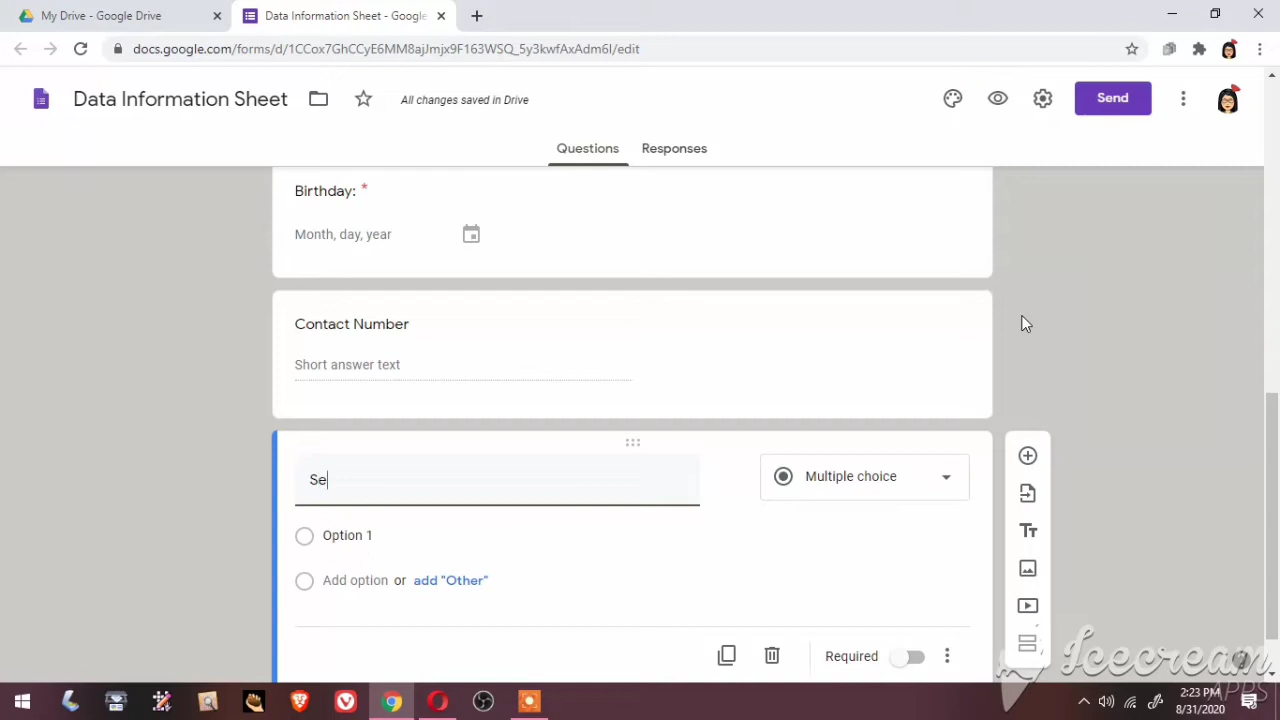 My Drive - Google Drive
Data Information Sheet - Google
docs.google.com/forms/d/1CCox7GhCCyE6MM8ajJmjx9F163WSQ_5y3kwfAxAdm6I/edit
Data Information Sheet
All changes saved in Drive
Send
Questions
Responses
Birthday: *
Month, day, year
Contact Number
Short answer text
Se
Multiple choice
Option 1
Add option or add "Other"
Required
Icecream
APPS
2:23 PM
8/31/2020